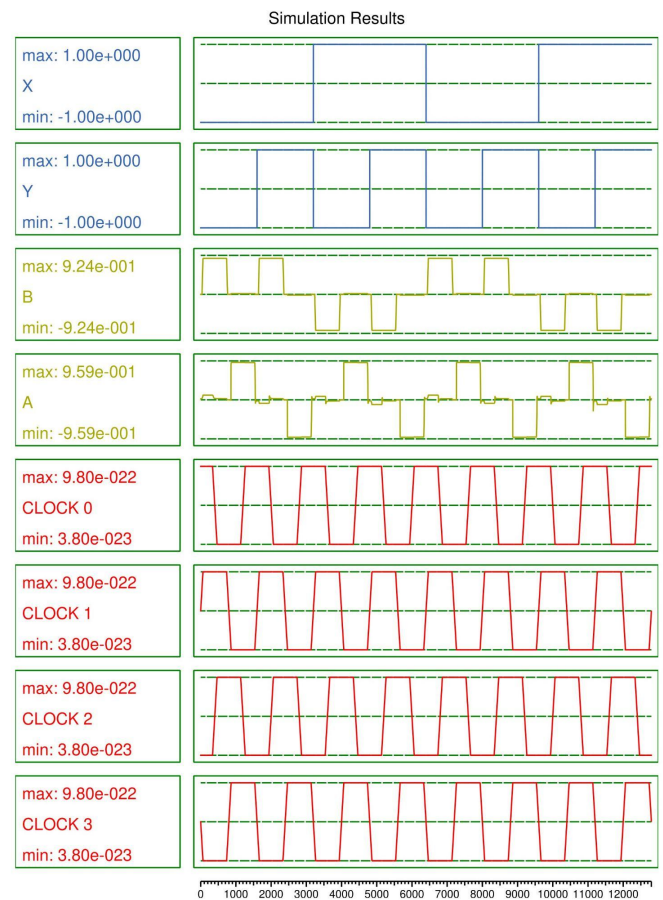 Simulation Results
max: 1.00e+000
X
min: -1.00e+000
max: 1.00e+000
Y
min: -1.00e+000
max: 9.24e-001
B
min: -9.24e-001
max: 9.59e-001
A
min: -9.59e-001
max: 9.80e-022
CLOCK 0
min: 3.80e-023
max: 9.80e-022
CLOCK 1
min: 3.80e-023
max: 9.80e-022
CLOCK 2
min: 3.80e-023
max: 9.80e-022
CLOCK 3
min: 3.80e-023
0 1000 2000 3000 4000 5000 6000 7000 8000 9000 10000 11000 12000